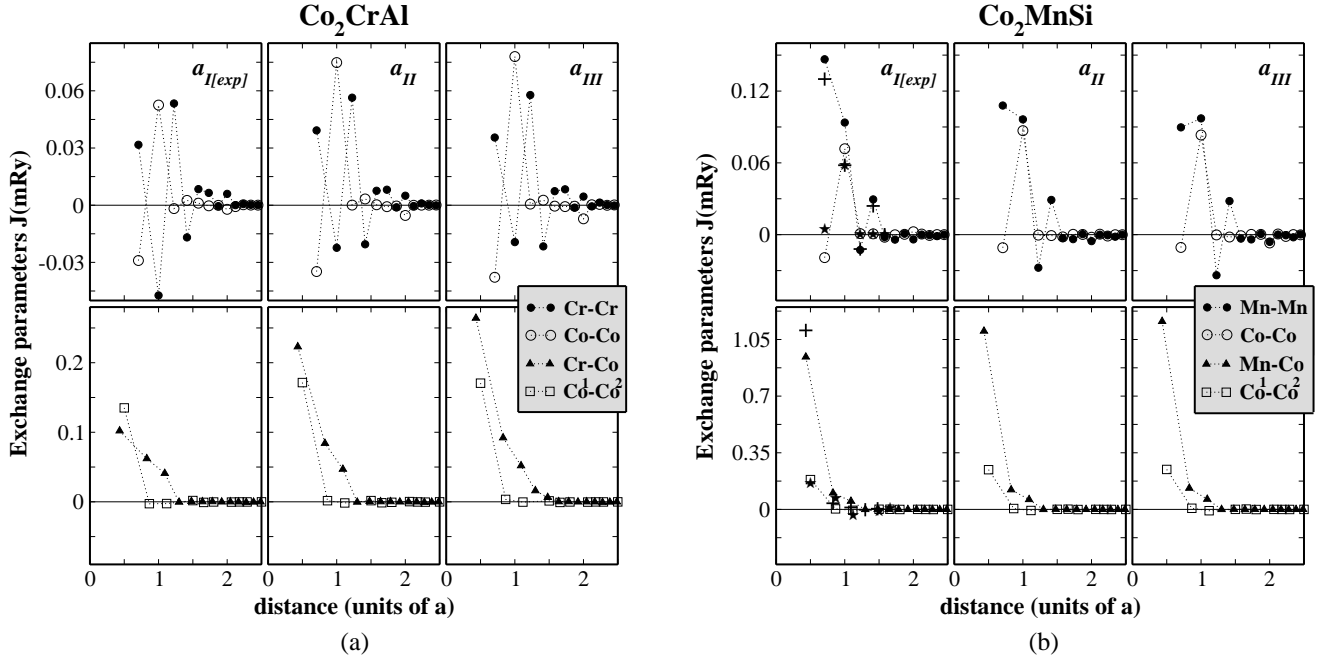 Co2CrAl
Co2MnSi
aI[exp]
aII
aIII
aI[exp]
aII
aIII
Exchange parameters J(mRy)
0.06
0.03
0
-0.03
0.2
0.1
0
Cr-Cr
Co-Co
Cr-Co
Co1-Co2
0 1 2 0 1 2 0 1 2
distance (units of a)
(a)
Exchange parameters J(mRy)
0.12
0.06
0
1.05
0.35
0
Mn-Mn
Co-Co
Mn-Co
Co1-Co2
0 1 2 0 1 2 0 1 2
distance (units of a)
(b)